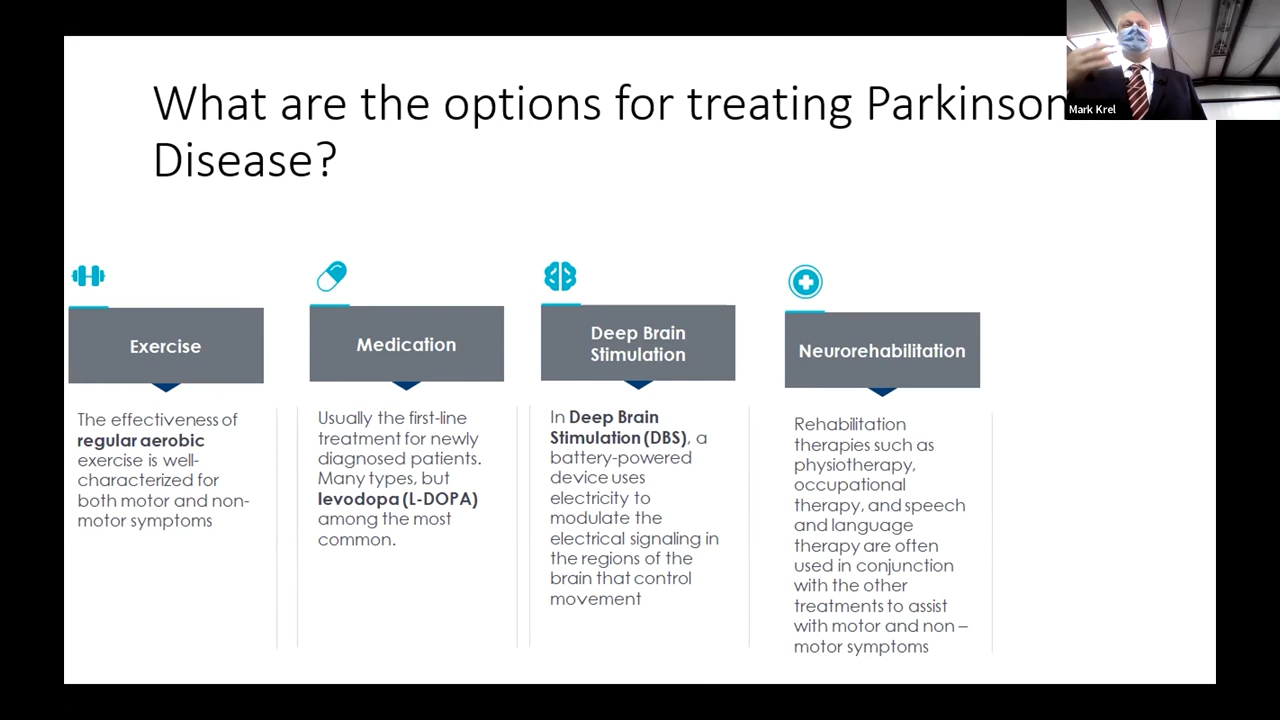 What are the options for treating Parkinson
Disease?
Mark Krel
Exercise
The effectiveness of
regular aerobic
exercise is well-
characterized for
both motor and non-
motor symptoms
Medication
Usually the first-line
treatment for newly
diagnosed patients.
Many types, but
levodopa (L-DOPA)
among the most
common.
Deep Brain
Stimulation
In Deep Brain
Stimulation (DBS), a
battery-powered
device uses
electricity to
modulate the
electrical signaling in
the regions of the
brain that control
movement
Neurorehabilitation
Rehabilitation
therapies such as
physiotherapy,
occupational
therapy, and speech
and language
therapy are often
used in conjunction
with the other
treatments to assist
with motor and non –
motor symptoms